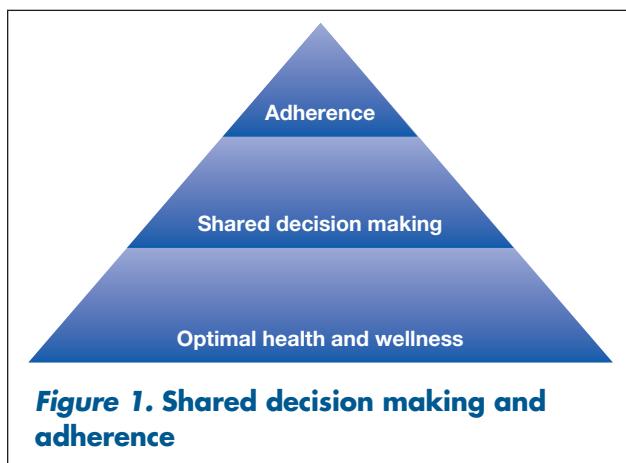 Adherence
Shared decision making
Optimal health and wellness
Figure 1. Shared decision making and
adherence